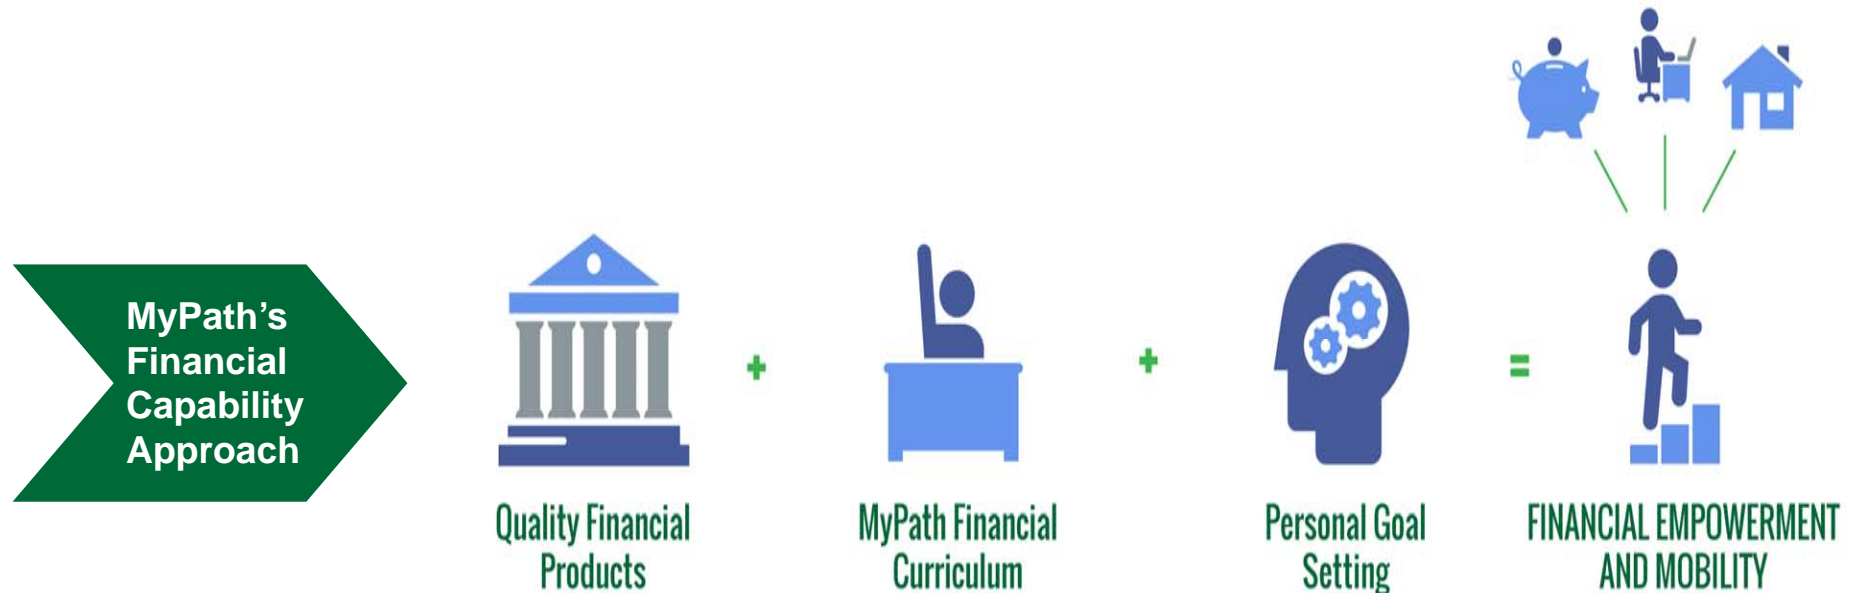 MyPath’s
Financial
Capability
Approach
+
+
=
Quality Financial
Products
MyPath Financial
Curriculum
Personal Goal
Setting
FINANCIAL EMPOWERMENT
AND MOBILITY